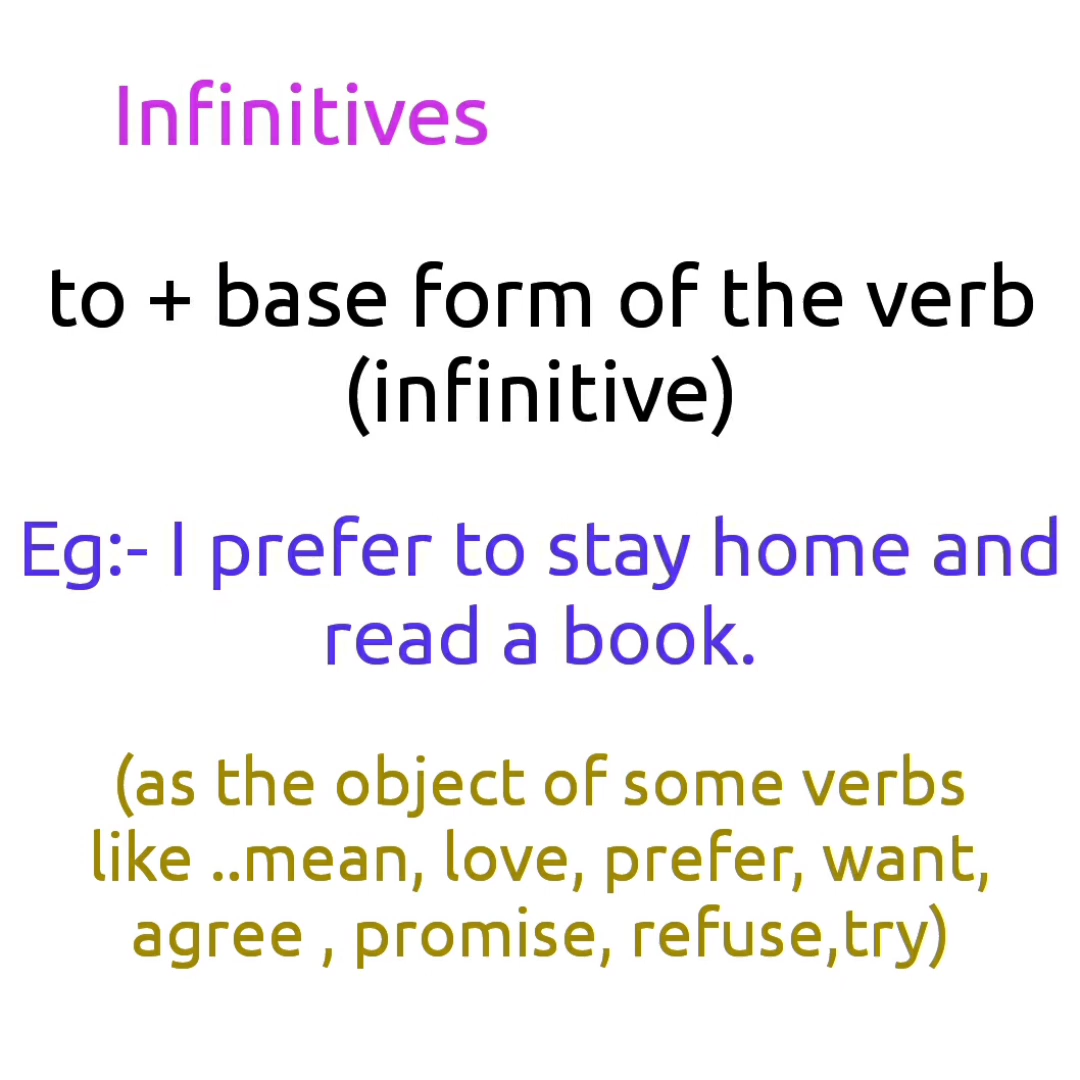 Infinitives
to + base form of the verb
(infinitive)
Eg:- I prefer to stay home and
read a book.
(as the object of some verbs
like ..mean, love, prefer, want,
agree , promise, refuse,try)